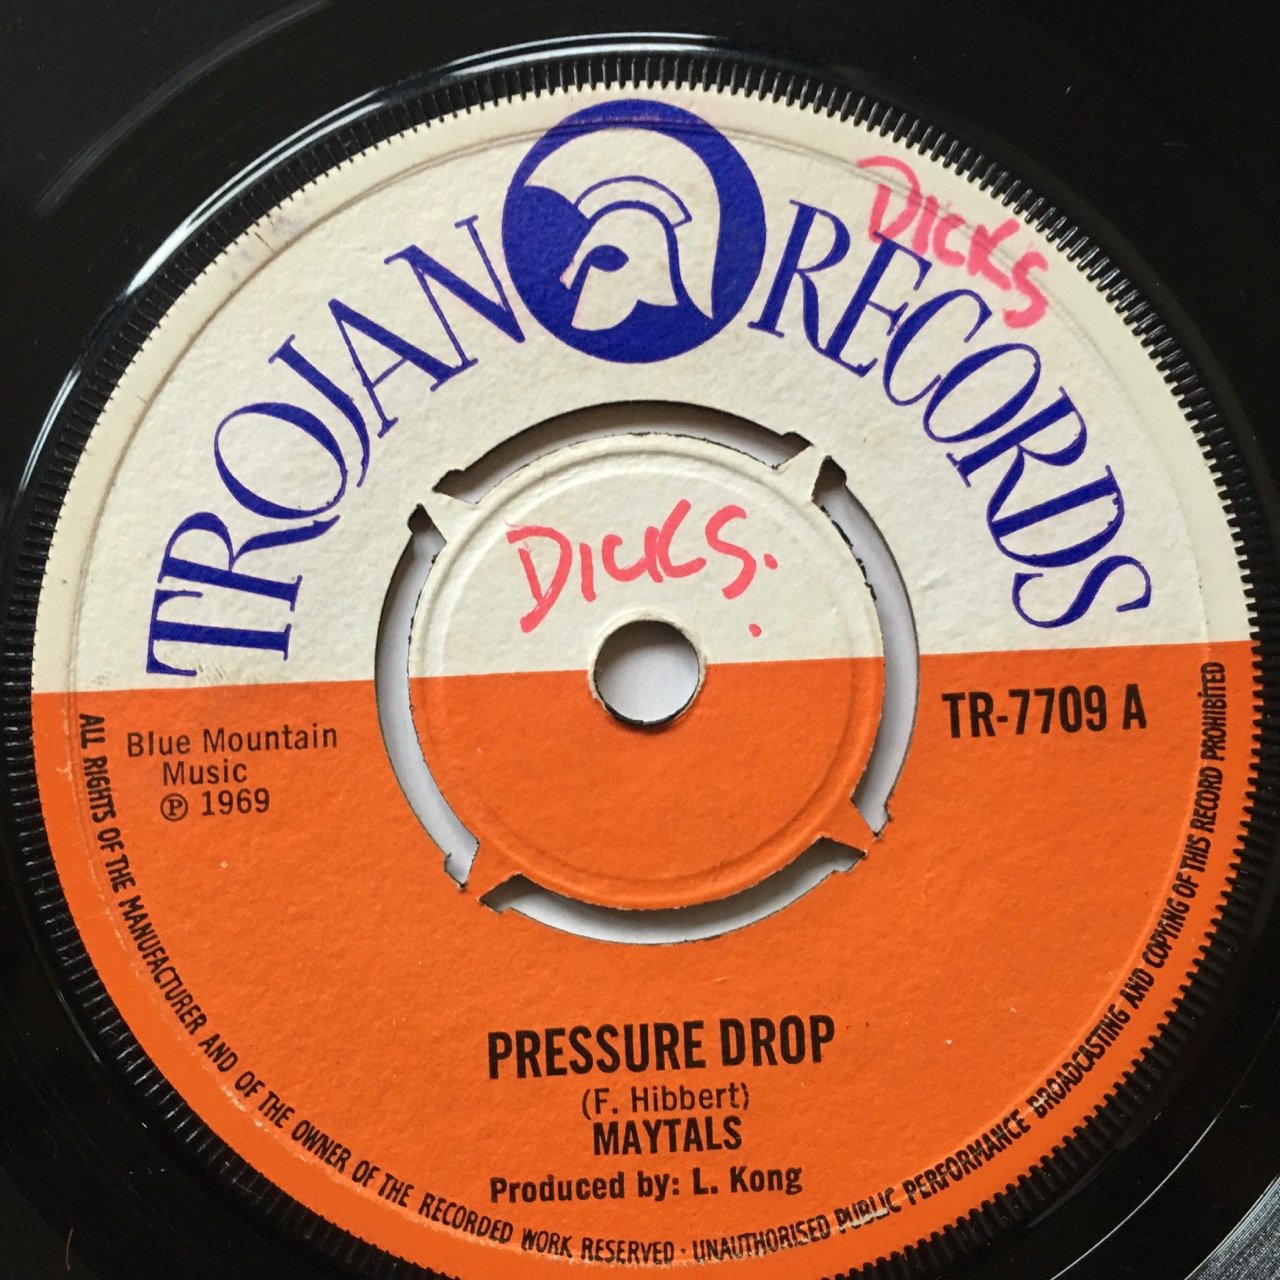 TROJAN RECORDS
DICKS
DICKS.
TR-7709 A
Blue Mountain
Music
Ⓟ 1969
PRESSURE DROP
(F. Hibbert)
MAYTALS
Produced by: L. Kong
ALL RIGHTS OF THE MANUFACTURER AND OF THE OWNER OF THE RECORDED WORK RESERVED · UNAUTHORISED PUBLIC PERFORMANCE BROADCASTING AND COPYING OF THIS RECORD PROHIBITED